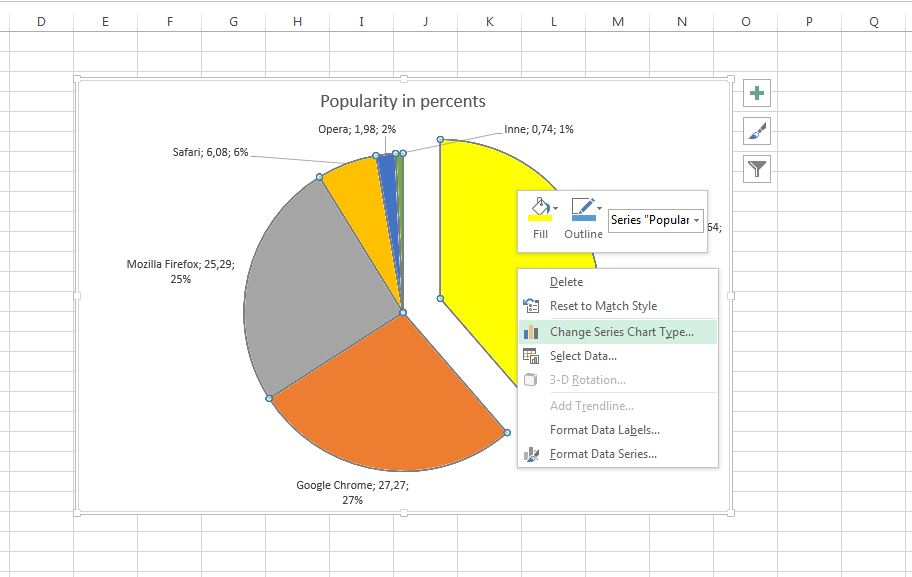 D E F G H I J K L M N O P Q
Popularity in percents
Opera; 1,98; 2%
Inne; 0,74; 1%
Safari; 6,08; 6%
Mozilla Firefox; 25,29;
25%
Google Chrome; 27,27;
27%
64;
Fill Outline Series "Popular
Delete
Reset to Match Style
Change Series Chart Type...
Select Data...
3-D Rotation...
Add Trendline...
Format Data Labels...
Format Data Series...